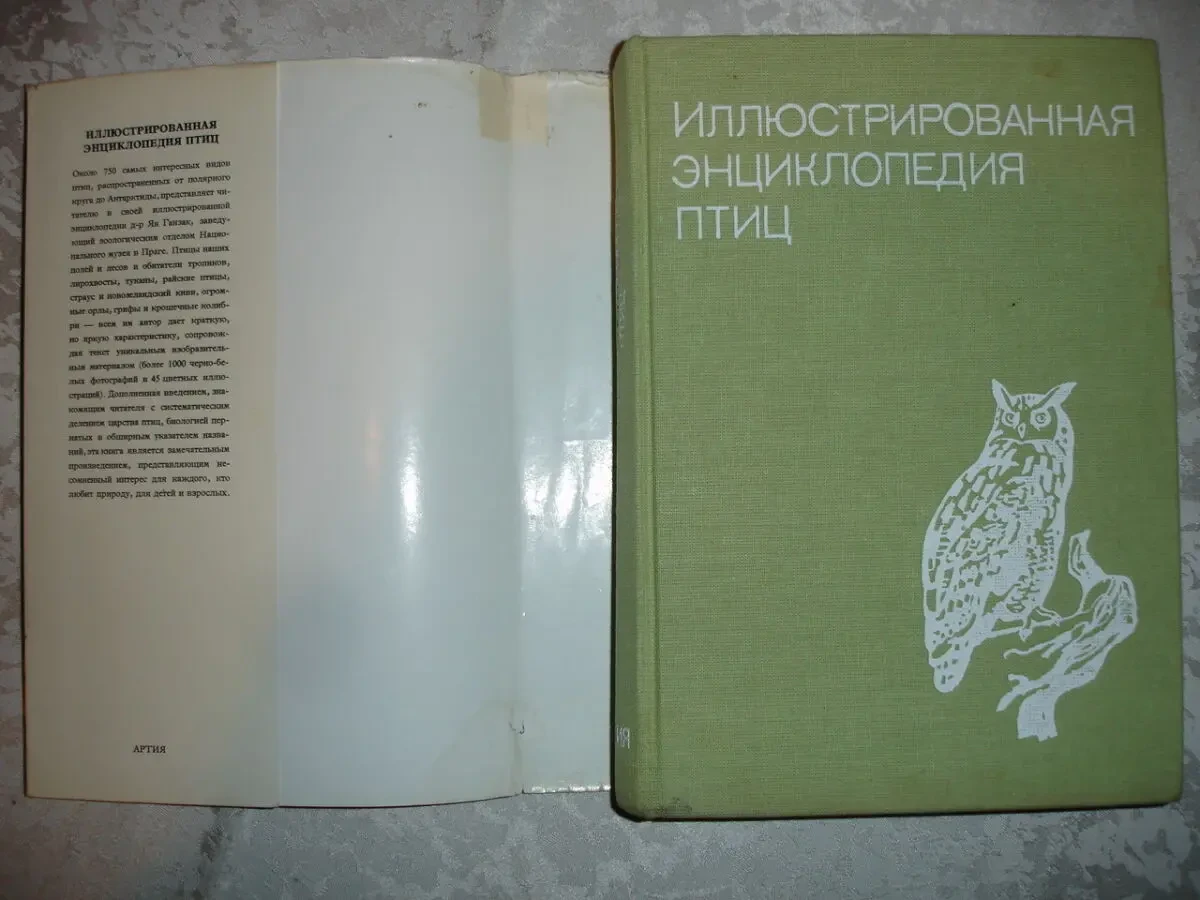 ИЛЛЮСТРИРОВАННАЯ
ЭНЦИКЛОПЕДИЯ ПТИЦ
Около 750 самых интересных видов
птиц, распространенных от полярного
круга до Антарктиды, представляет чи-
тателю в своей иллюстрированной
энциклопедии д-р Ян Ганзак, заведу-
ющий зоологическим отделом Нацио-
нального музея в Праге. Птицы наших
полей и лесов и обитатели тропиков,
лирохвосты, туканы, райские птицы,
страус и новозеландский киви, огром-
ные орлы, грифы и крошечные колиб-
ри — всем им автор дает краткую,
но яркую характеристику, сопровож-
дая текст уникальным изобразитель-
ным материалом (более 1000 черно-бе-
лых фотографий и 45 цветных иллю-
страций). Дополненная введением, зна-
комящим читателя с систематическим
делением царства птиц, биологией пер-
натых и обширным указателем назва-
ний, эта книга является замечательным
произведением, представляющим не-
сомненный интерес для каждого, кто
любит природу, для детей и взрослых.
АРТИЯ
ИЛЛЮСТРИРОВАННАЯ
ЭНЦИКЛОПЕДИЯ
ПТИЦ